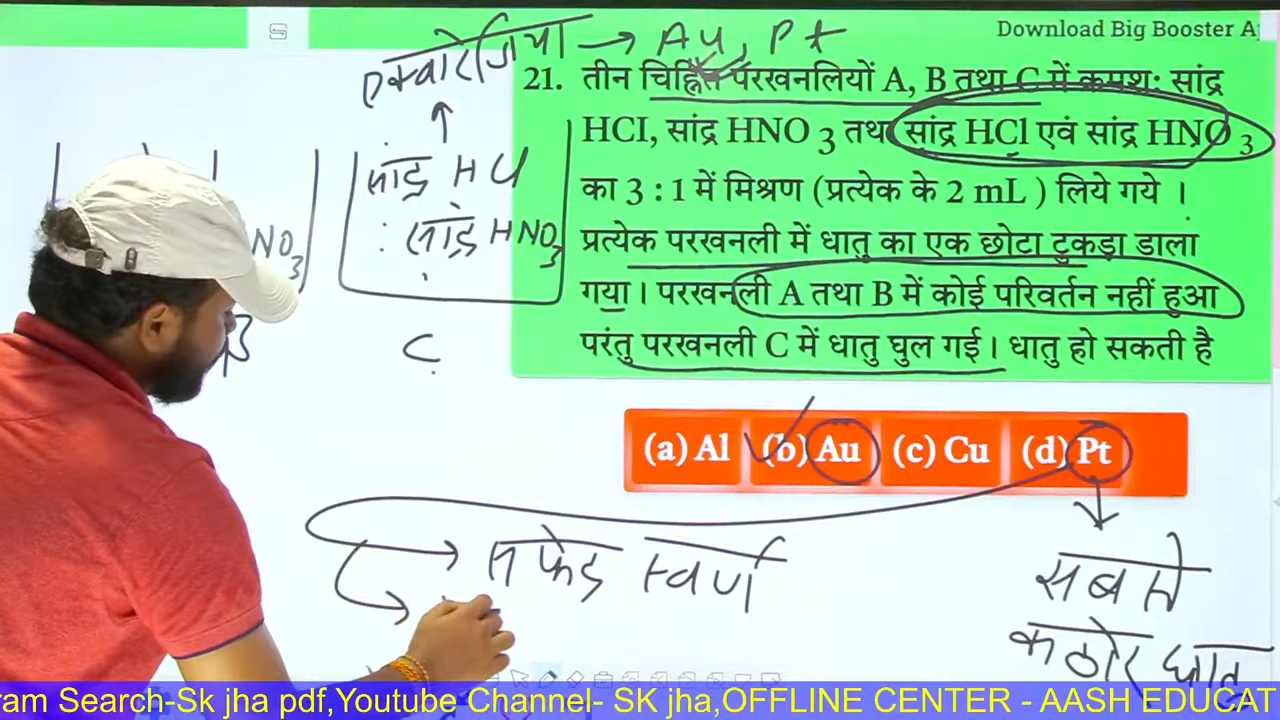 Download Big Booster Ap
एक्वारेजिया → Au, Pt
21. तीन चिह्नित परखनलियों A, B तथा C में क्रमशः सांद्र
HCl, सांद्र HNO 3 तथ सांद्र HCl एवं सांद्र HNO 3
का 3 : 1 में मिश्रण (प्रत्येक के 2 mL ) लिये गये ।
प्रत्येक परखनली में धातु का एक छोटा टुकड़ा डाला
गया । परखनली A तथा B में कोई परिवर्तन नहीं हुआ
परंतु परखनली C में धातु घुल गई । धातु हो सकती है
सांद्र HCl
: सांद्र HNO3
NO3
B
C
(a) Al (b) Au (c) Cu (d) Pt
सफेद स्वर्ण
सबसे
कठोर धातु
ram Search-Sk jha pdf,Youtube Channel- SK jha,OFFLINE CENTER - AASH EDUCAT